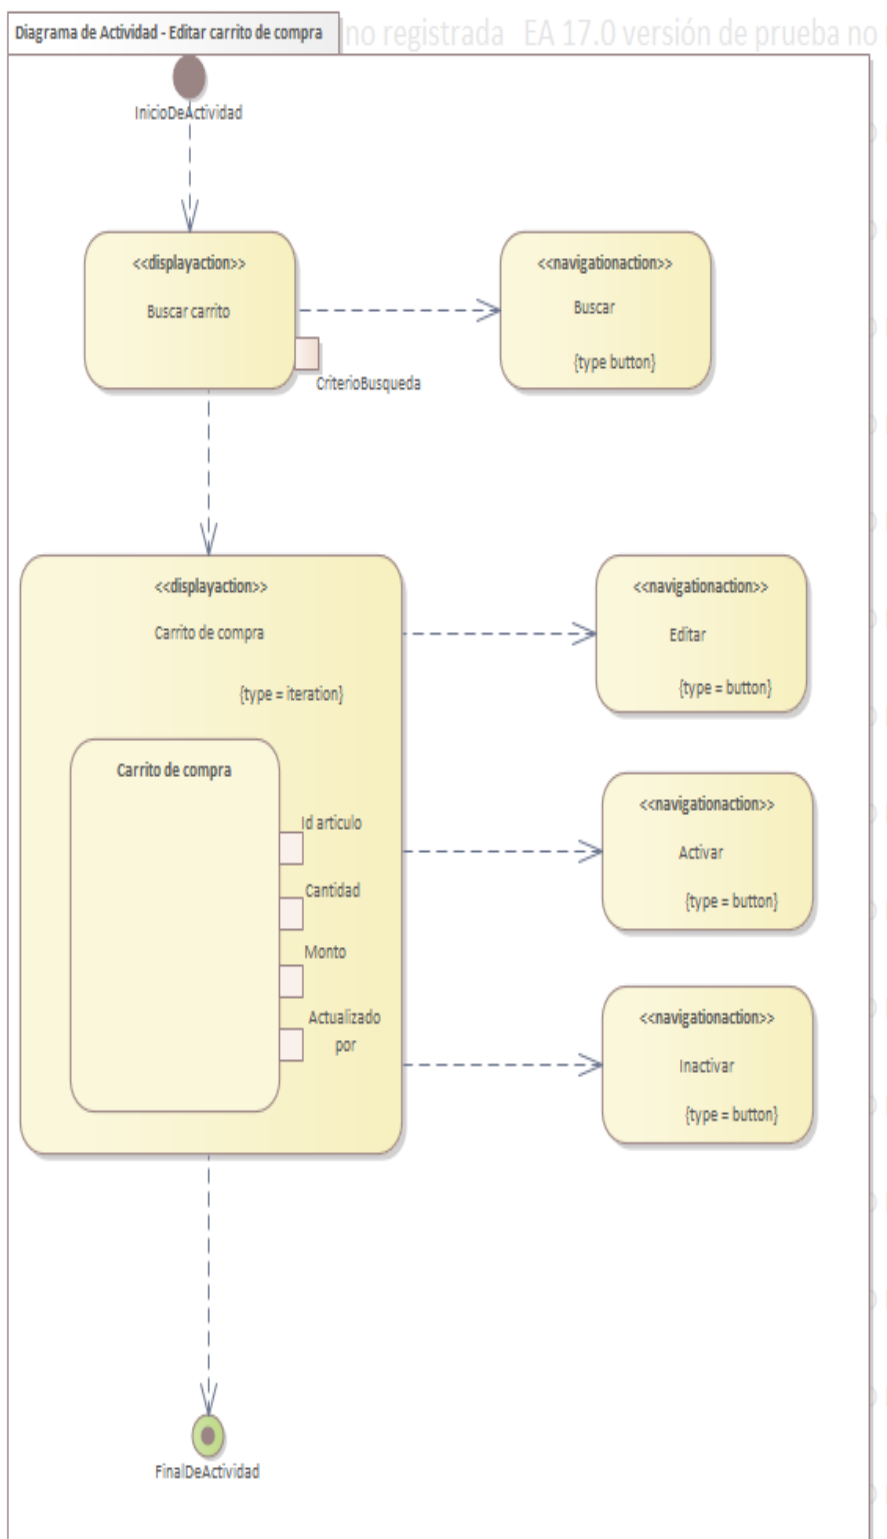 Diagrama de Actividad - Editar carrito de compra
no registrada EA 17.0 versión de prueba no
InicioDeActividad
<<displayaction>>
Buscar carrito
CriterioBusqueda
<<navigationaction>>
Buscar
{type button}
<<displayaction>>
Carrito de compra
{type = iteration}
Carrito de compra
Id articulo
Cantidad
Monto
Actualizado
por
<<navigationaction>>
Editar
{type = button}
<<navigationaction>>
Activar
{type = button}
<<navigationaction>>
Inactivar
{type = button}
FinalDeActividad